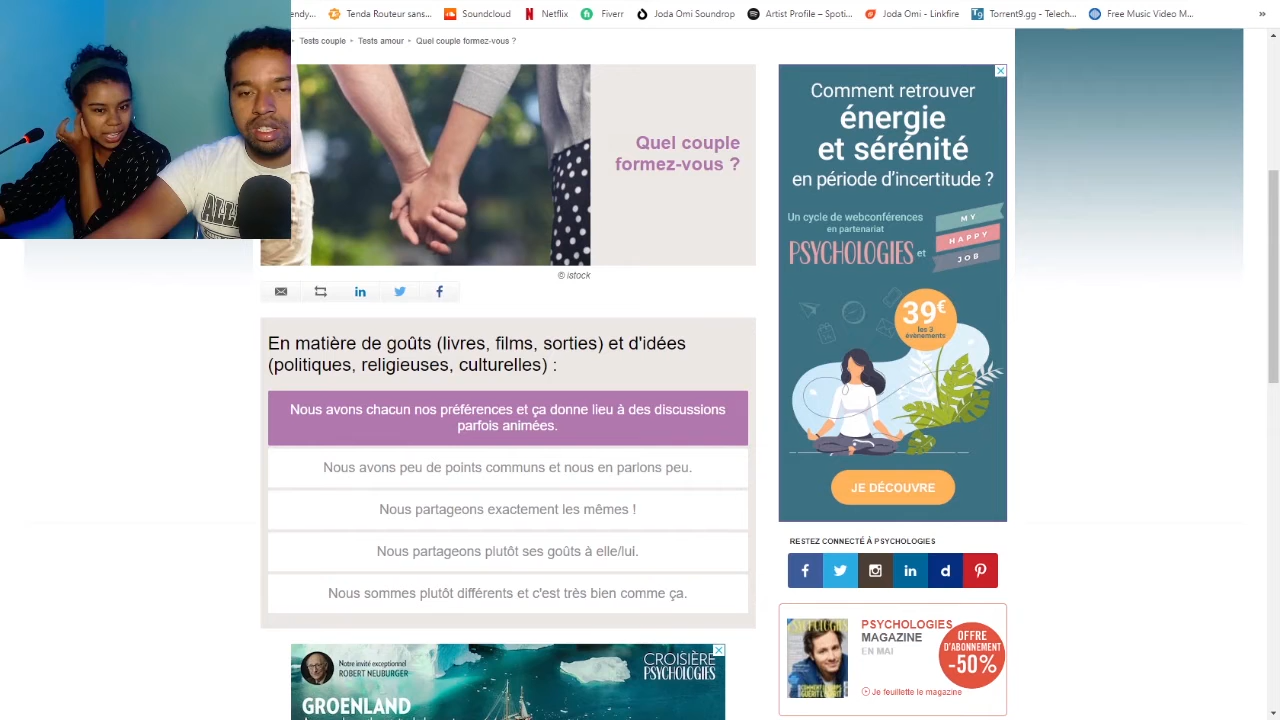 endy...
Tenda Routeur sans...
Soundcloud
Netflix
Fiverr
Joda Omi Soundrop
Artist Profile – Spoti...
Joda Omi - Linkfire
Torrent9.gg - Telech...
Free Music Video M...
»
Tests couple ▸ Tests amour ▸ Quel couple formez-vous ?
ALL
Quel couple
formez-vous ?
© istock
En matière de goûts (livres, films, sorties) et d'idées
(politiques, religieuses, culturelles) :
Nous avons chacun nos préférences et ça donne lieu à des discussions
parfois animées.
Nous avons peu de points communs et nous en parlons peu.
Nous partageons exactement les mêmes !
Nous partageons plutôt ses goûts à elle/lui.
Nous sommes plutôt différents et c'est très bien comme ça.
Notre invité exceptionnel
ROBERT NEUBURGER
CROISIÈRE
PSYCHOLOGIES
GROENLAND
Comment retrouver
énergie
et sérénité
en période d'incertitude ?
Un cycle de webconférences
en partenariat
PSYCHOLOGIES et
MY
HAPPY
JOB
39€
les 3
évènements
JE DÉCOUVRE
RESTEZ CONNECTÉ À PSYCHOLOGIES
PSYCHOLOGIES
MAGAZINE
EN MAI
OFFRE
D'ABONNEMENT
-50%
Je feuillette le magazine